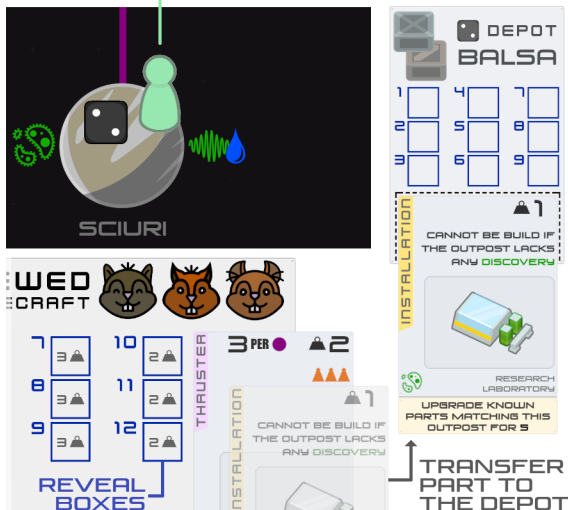 SCIURI
DEPOT
BALSA
1 4 7
2 5 8
3 6 9
INSTALLATION
1
CANNOT BE BUILD IF
THE OUTPOST LACKS
ANY DISCOVERY
RESEARCH
LABORATORY
UPGRADE KNOWN
PARTS MATCHING THIS
OUTPOST FOR 5
WED
CRAFT
7 3 10 2
8 3 11 2
9 3 12 2
REVEAL
BOXES
THRUSTER
3 PER 2
INSTALLATION
1
CANNOT BE BUILD IF
THE OUTPOST LACKS
ANY DISCOVERY
TRANSFER
PART TO
THE DEPOT